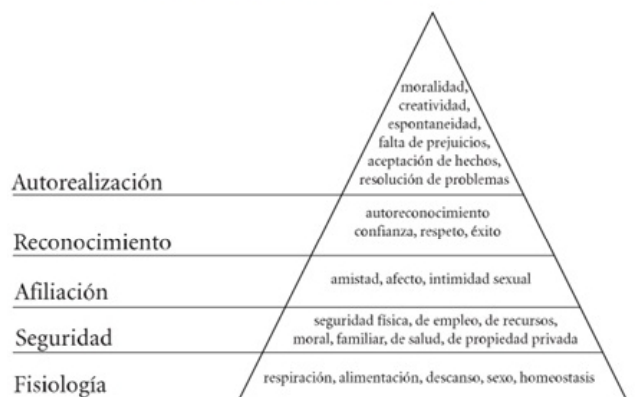 moralidad,
creatividad,
espontaneidad,
falta de prejuicios,
aceptación de hechos,
resolución de problemas
Autorealización
autoreconocimiento
confianza, respeto, éxito
Reconocimiento
amistad, afecto, intimidad sexual
Afiliación
seguridad física, de empleo, de recursos,
moral, familiar, de salud, de propiedad privada
Seguridad
respiración, alimentación, descanso, sexo, homeostasis
Fisiología